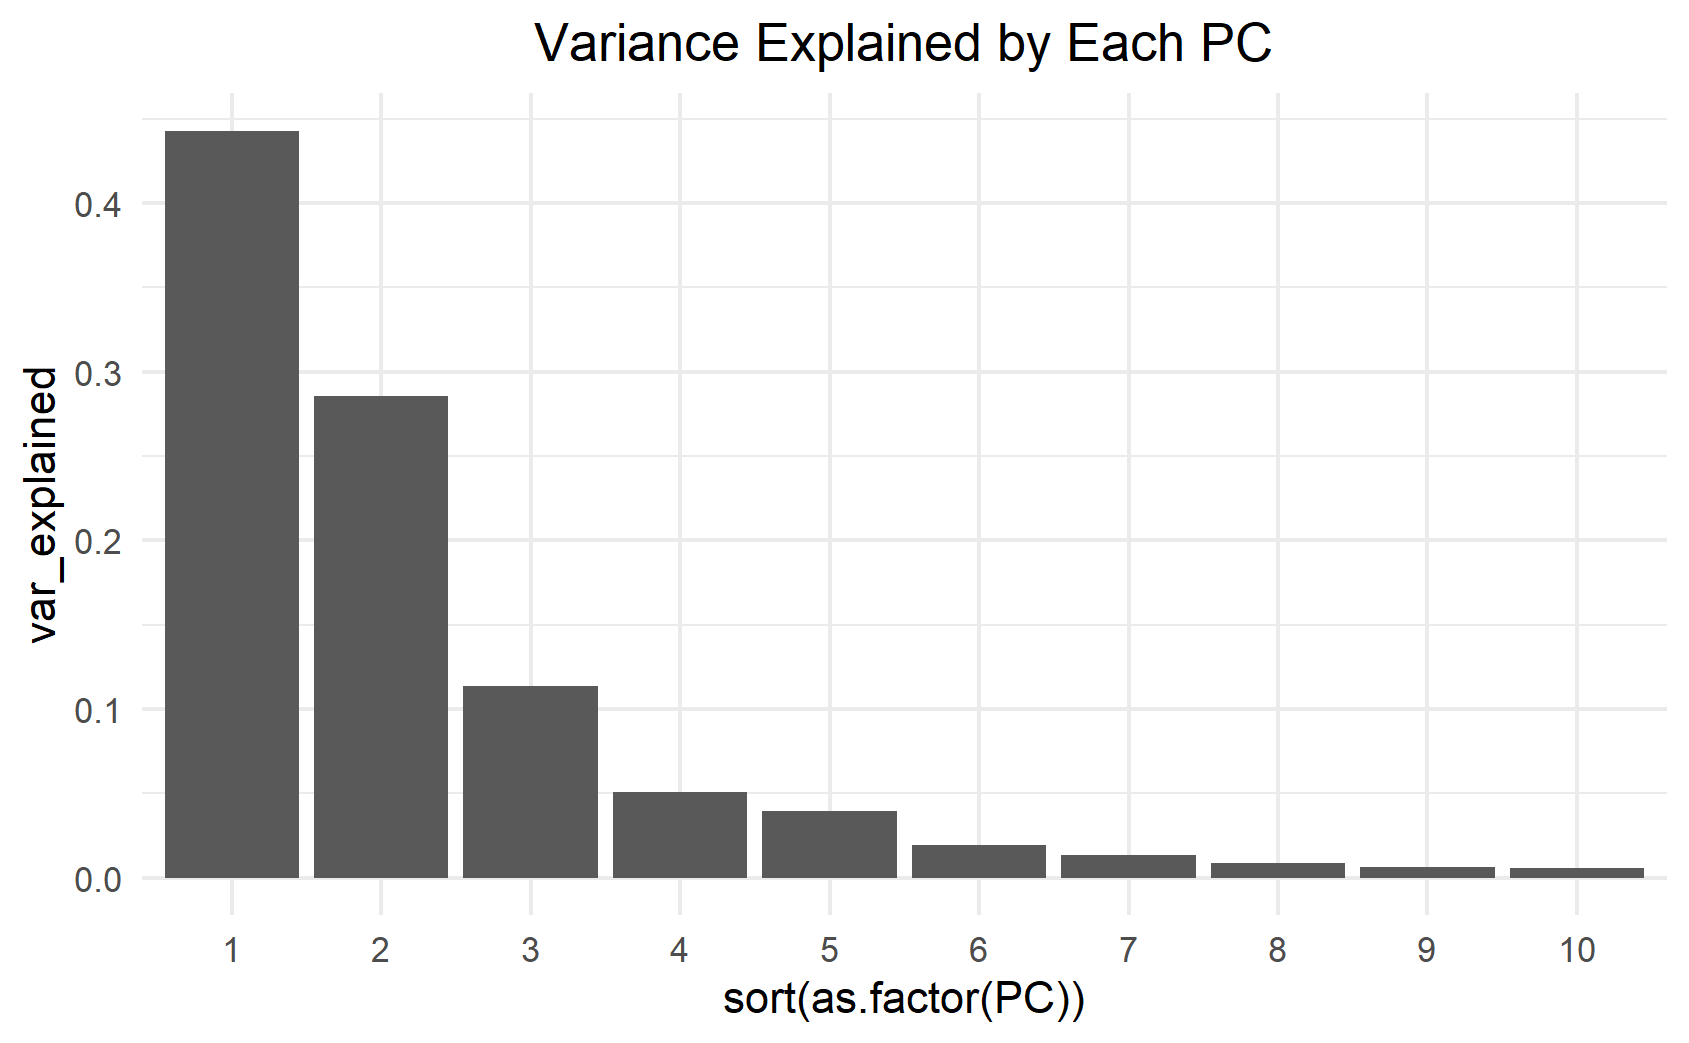 Variance Explained by Each PC
var_explained
0.4
0.3
0.2
0.1
0.0
1 2 3 4 5 6 7 8 9 10
sort(as.factor(PC))